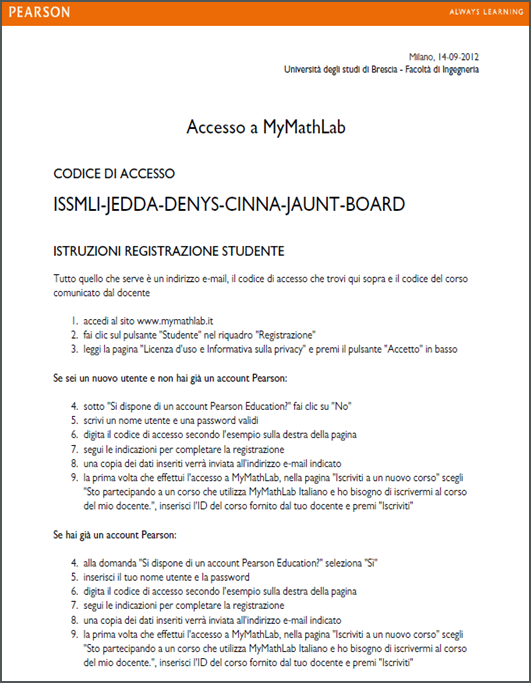 PEARSON
ALWAYS LEARNING
Milano, 14-09-2012
Università degli studi di Brescia - Facoltà di Ingegneria
Accesso a MyMathLab
CODICE DI ACCESSO
ISSMLI-JEDDA-DENYS-CINNA-JAUNT-BOARD
ISTRUZIONI REGISTRAZIONE STUDENTE
Tutto quello che serve è un indirizzo e-mail, il codice di accesso che trovi qui sopra e il codice del corso
comunicato dal docente
1. accedi al sito www.mymathlab.it
2. fai clic sul pulsante "Studente" nel riquadro "Registrazione"
3. leggi la pagina "Licenza d'uso e Informativa sulla privacy" e premi il pulsante "Accetto" in basso
Se sei un nuovo utente e non hai già un account Pearson:
4. sotto "Si dispone di un account Pearson Education?" fai clic su "No"
5. scrivi un nome utente e una password validi
6. digita il codice di accesso secondo l'esempio sulla destra della pagina
7. segui le indicazioni per completare la registrazione
8. una copia dei dati inseriti verrà inviata all'indirizzo e-mail indicato
9. la prima volta che effettui l'accesso a MyMathLab, nella pagina "Iscriviti a un nuovo corso" scegli
"Sto partecipando a un corso che utilizza MyMathLab Italiano e ho bisogno di iscrivermi al corso
del mio docente.", inserisci l'ID del corso fornito dal tuo docente e premi "Iscriviti"
Se hai già un account Pearson:
4. alla domanda "Si dispone di un account Pearson Education?" seleziona "Sì"
5. inserisci il tuo nome utente e la password
6. digita il codice di accesso secondo l'esempio sulla destra della pagina
7. segui le indicazioni per completare la registrazione
8. una copia dei dati inseriti verrà inviata all'indirizzo e-mail indicato
9. la prima volta che effettui l'accesso a MyMathLab, nella pagina "Iscriviti a un nuovo corso" scegli
"Sto partecipando a un corso che utilizza MyMathLab Italiano e ho bisogno di iscrivermi al corso
del mio docente.", inserisci l'ID del corso fornito dal tuo docente e premi "Iscriviti"